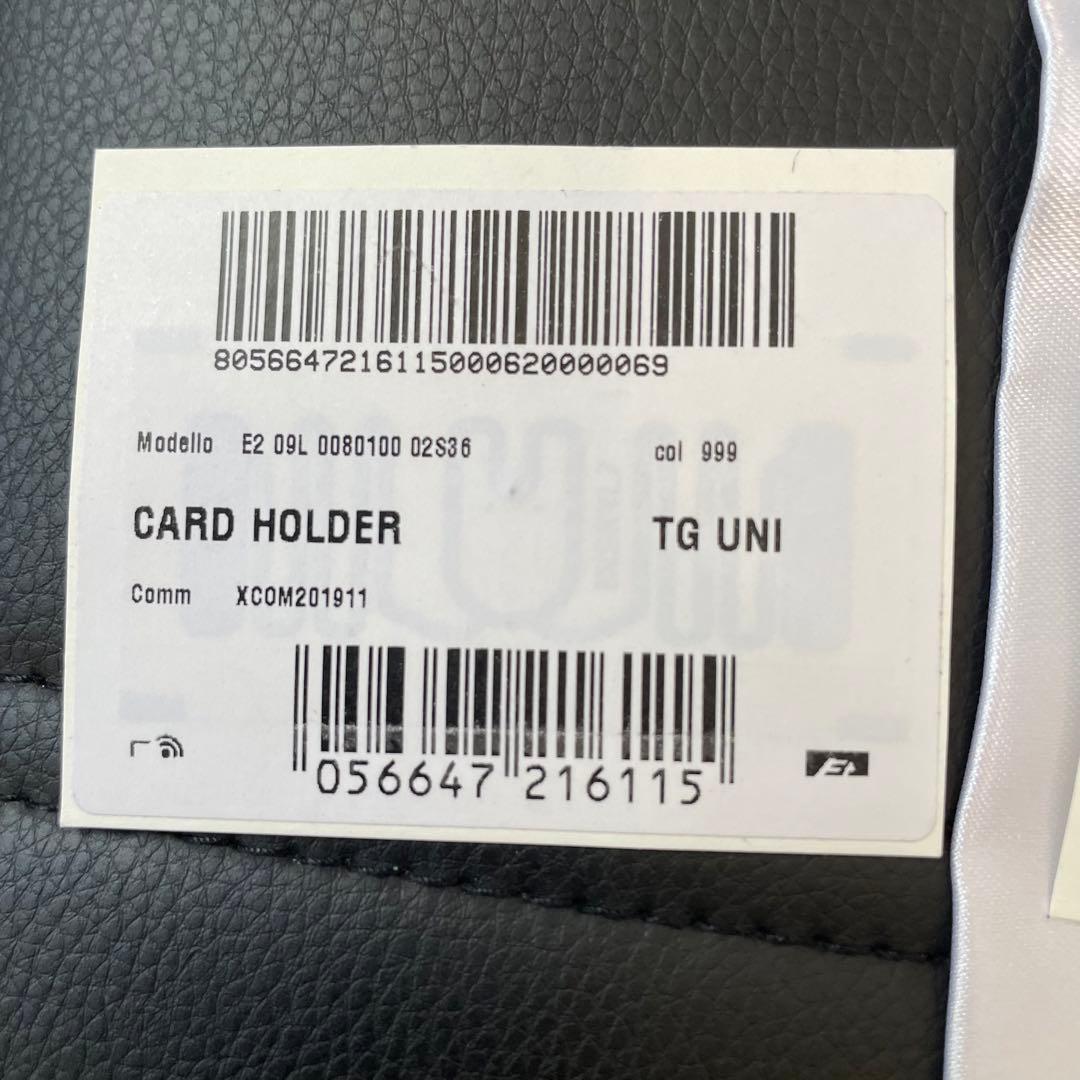 8056647216115000620000069
Modello E2 09L 0080100 02S36 col 999
CARD HOLDER TG UNI
Comm XCOM201911
056647 216115